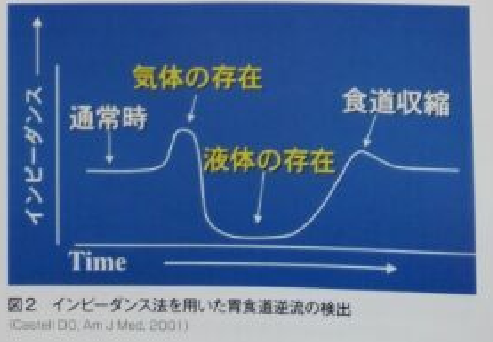 気体の存在
通常時
食道収縮
液体の存在
インピーダンス
Time
図2 インピーダンス法を用いた胃食道逆流の検出
(Castell DO, Am J Med, 2001)